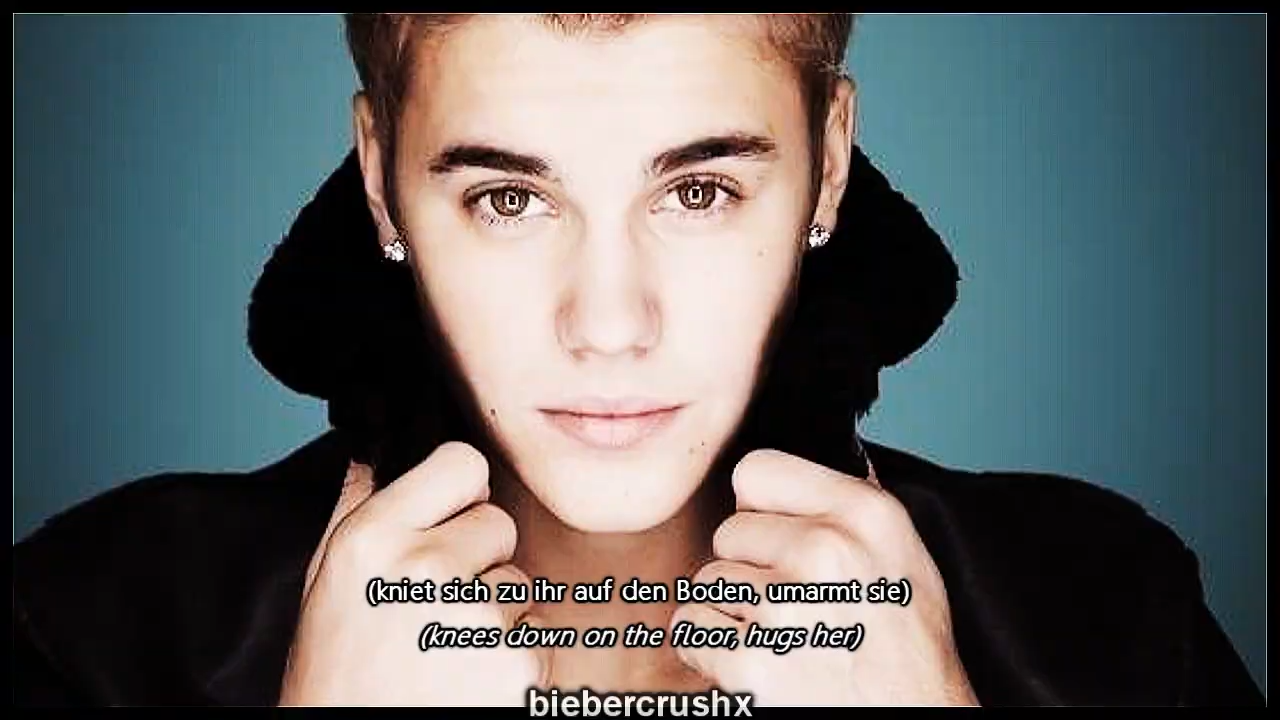 (kniet sich zu ihr auf den Boden, umarmt sie)
(knees down on the floor, hugs her)
biebercrushx